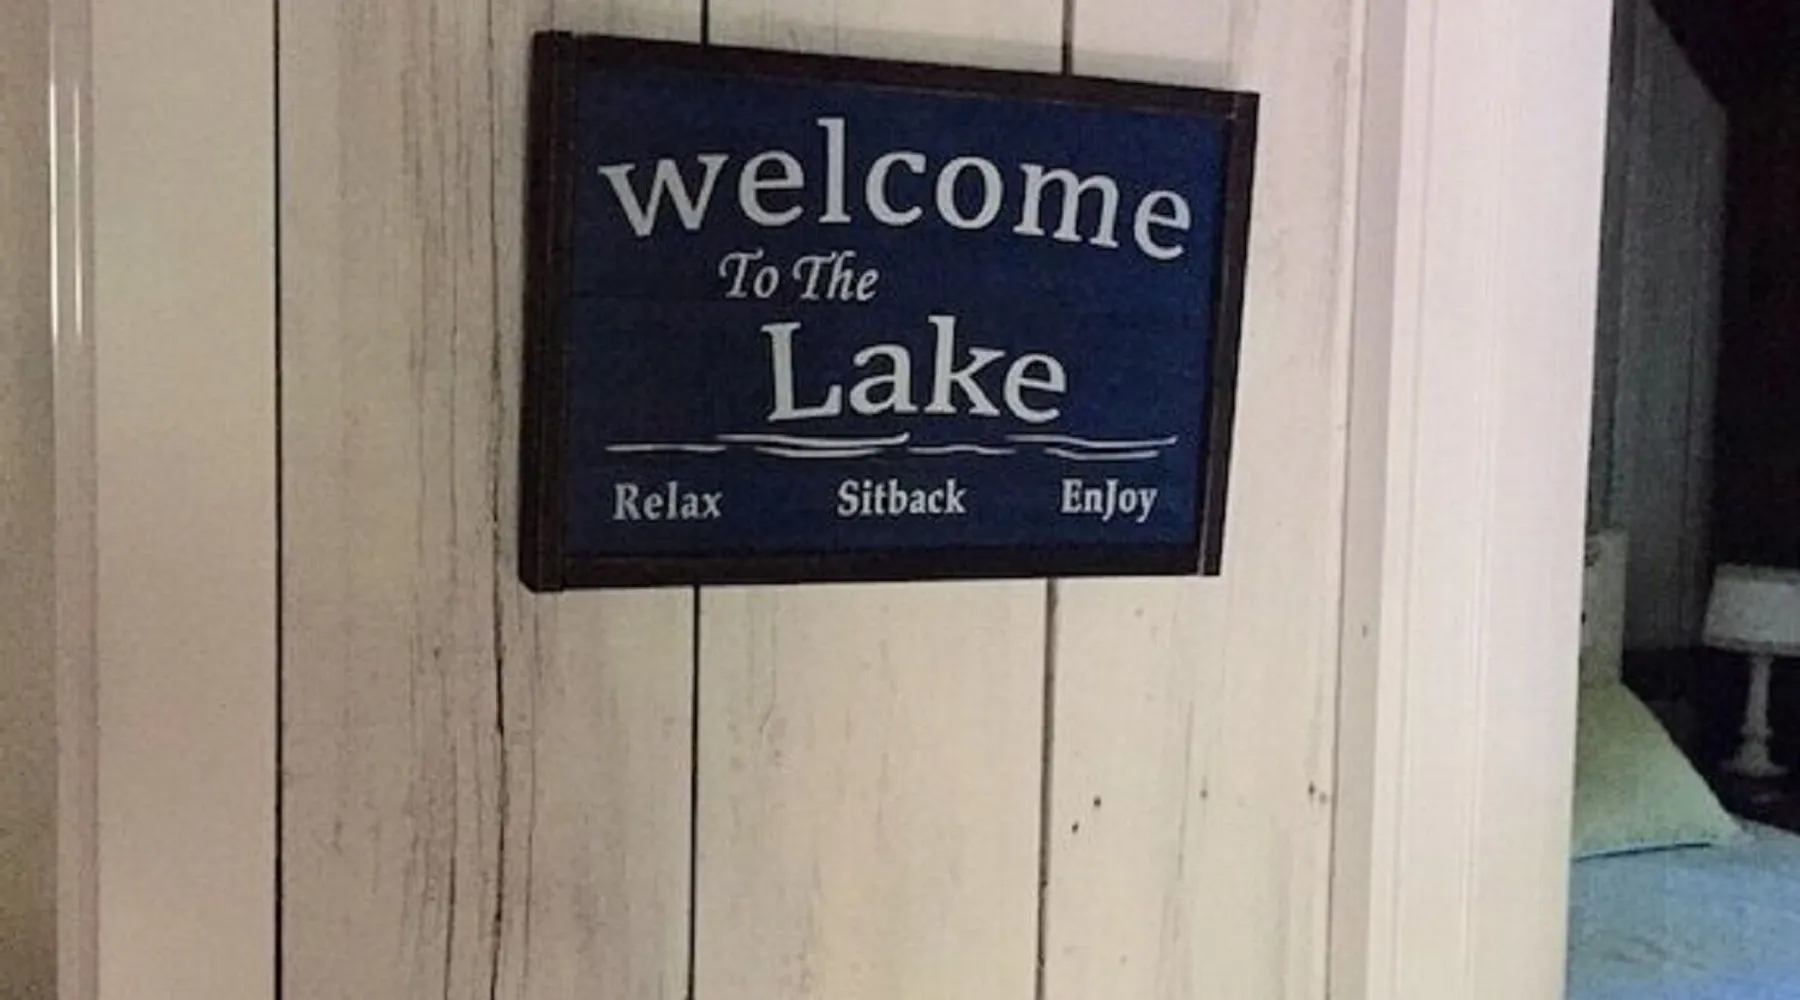 welcome
To The
Lake
Relax Sitback EnJoy